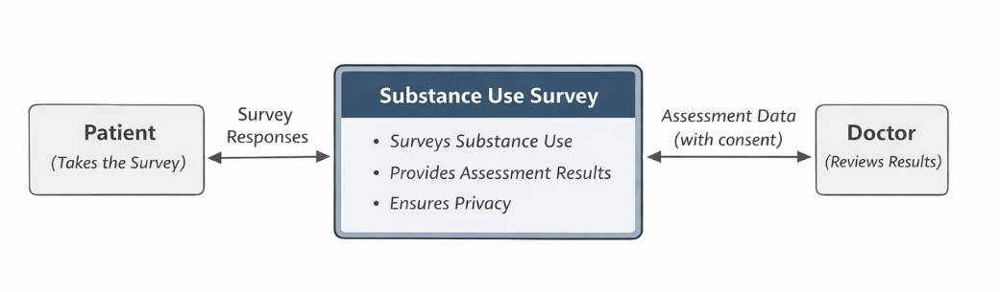 Patient
(Takes the Survey)
Survey
Responses
Substance Use Survey
• Surveys Substance Use
• Provides Assessment Results
• Ensures Privacy
Assessment Data
(with consent)
Doctor
(Reviews Results)